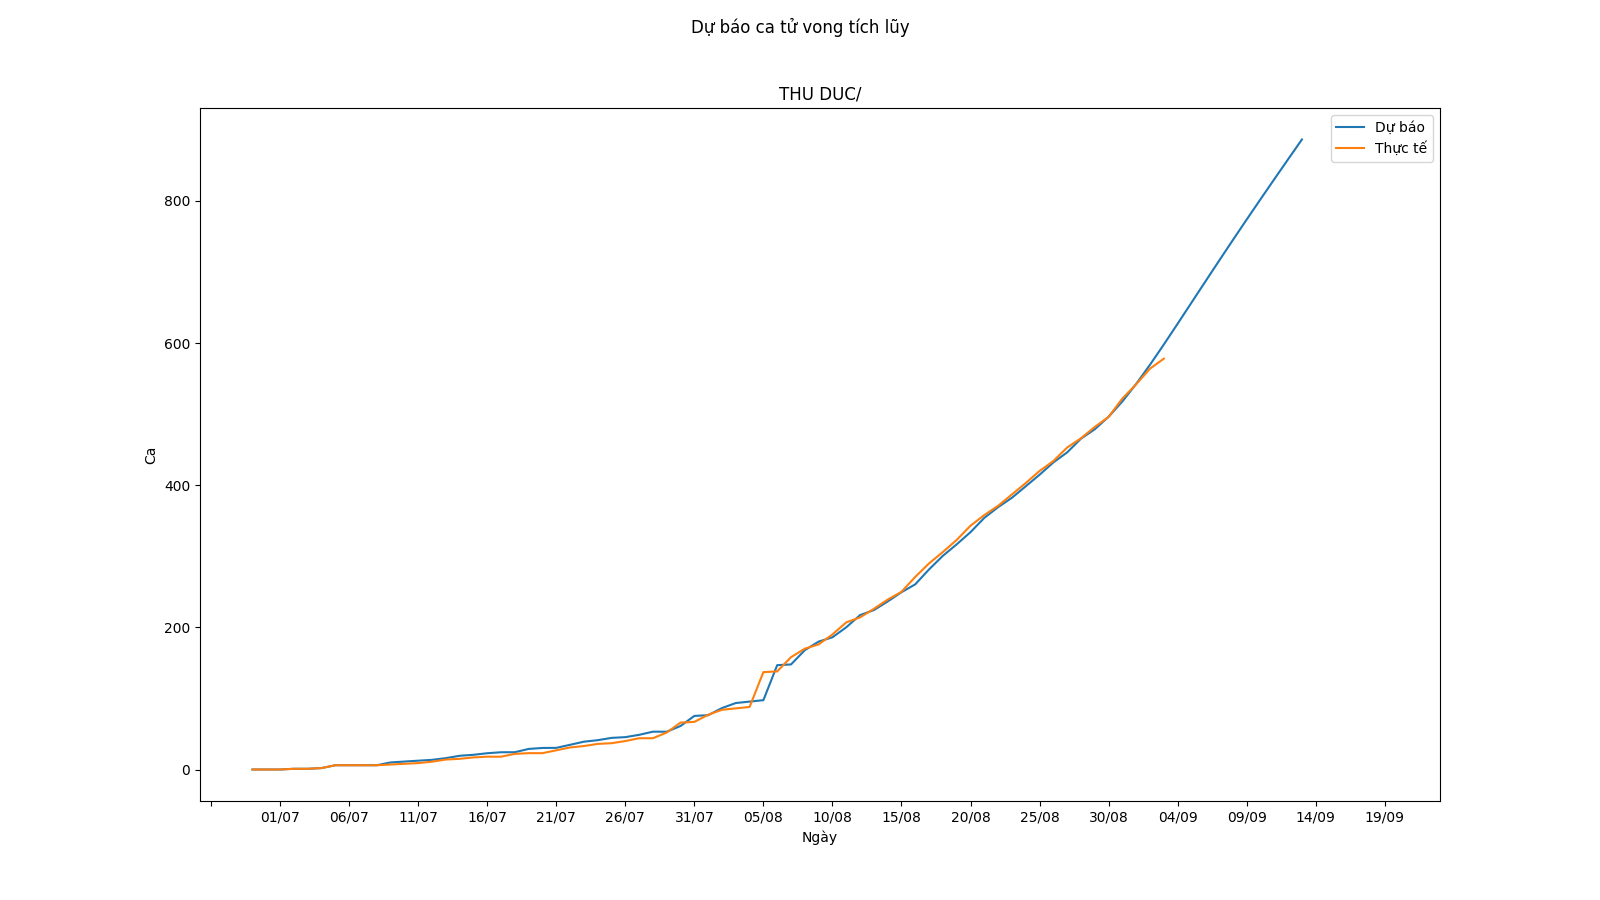 Dự báo ca tử vong tích lũy
THU DUC/
Dự báo
Thực tế
800
600
400
200
0
Ca
01/07 06/07 11/07 16/07 21/07 26/07 31/07 05/08 10/08 15/08 20/08 25/08 30/08 04/09 09/09 14/09 19/09
Ngày